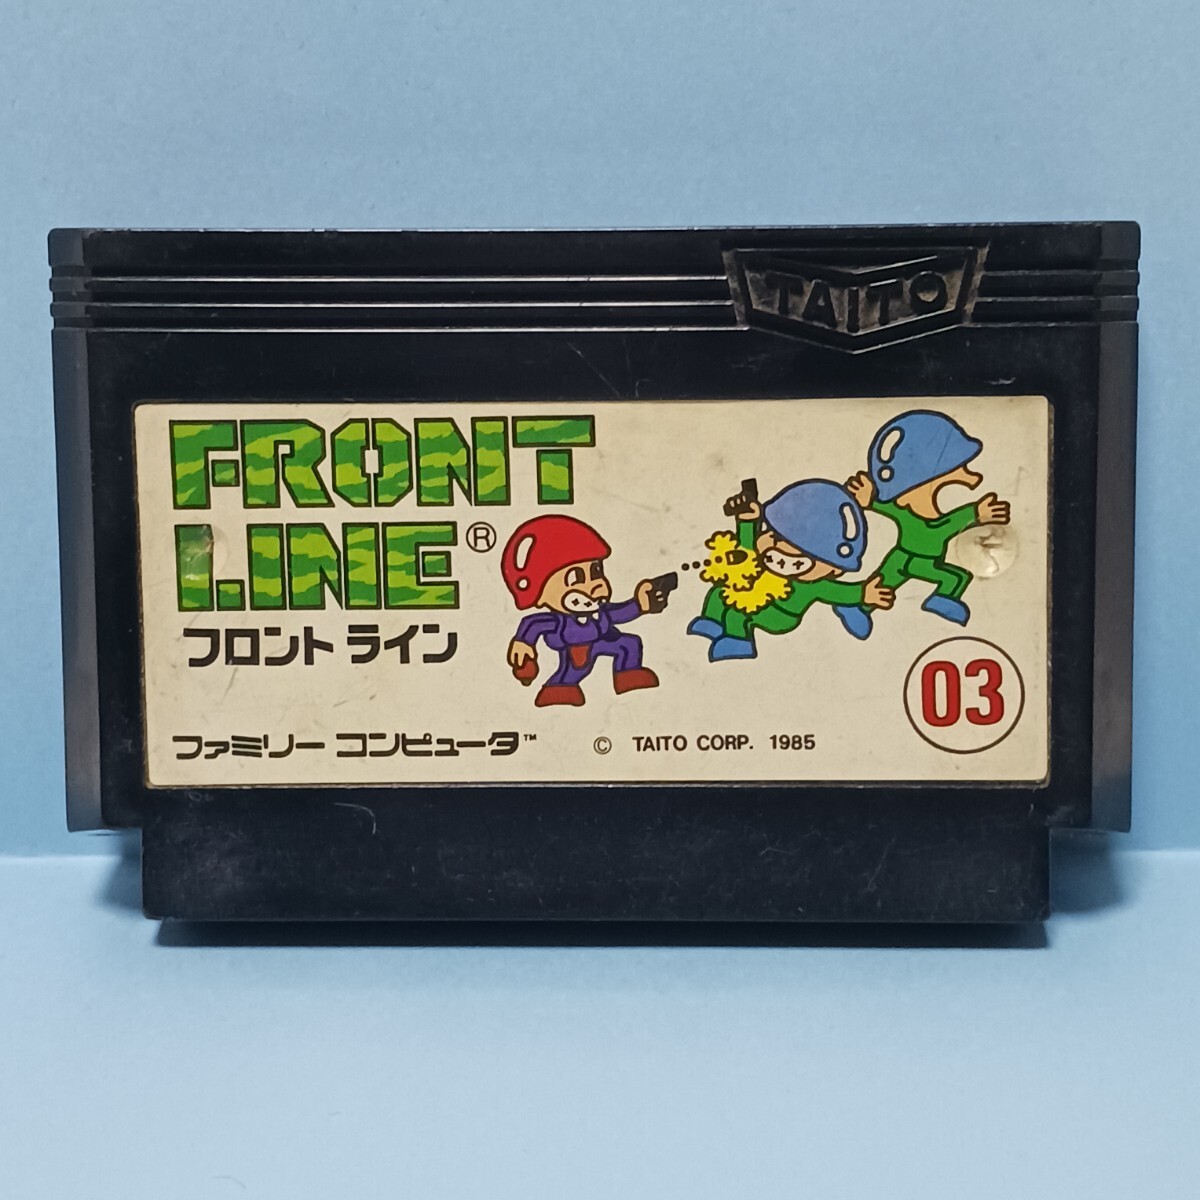 TAITO
FRONT
LINE®
フロントライン
03
ファミリー コンピュータ™ © TAITO CORP. 1985